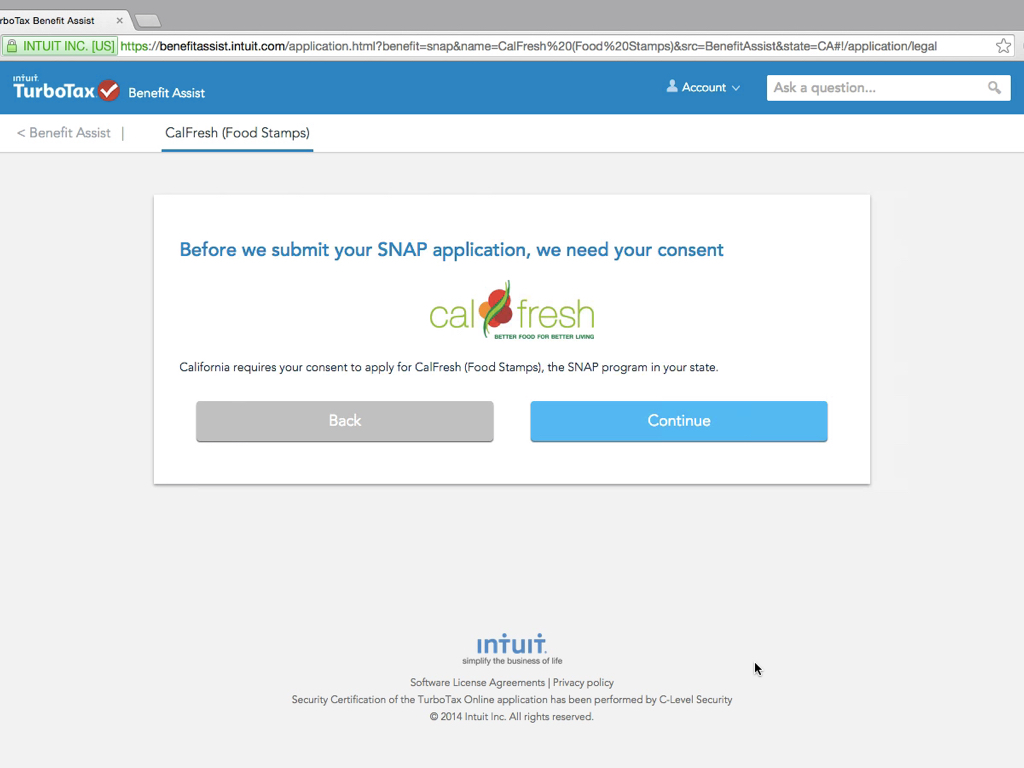 rboTax Benefit Assist
INTUIT INC. [US] https://benefitassist.intuit.com/application.html?benefit=snap&name=CalFresh%20(Food%20Stamps)&src=BenefitAssist&state=CA#!/application/legal
intuit.
TurboTax Benefit Assist
Account
Ask a question...
< Benefit Assist |
CalFresh (Food Stamps)
Before we submit your SNAP application, we need your consent
cal fresh
BETTER FOOD FOR BETTER LIVING
California requires your consent to apply for CalFresh (Food Stamps), the SNAP program in your state.
Back
Continue
intuit.
simplify the business of life
Software License Agreements | Privacy policy
Security Certification of the TurboTax Online application has been performed by C-Level Security
© 2014 Intuit Inc. All rights reserved.